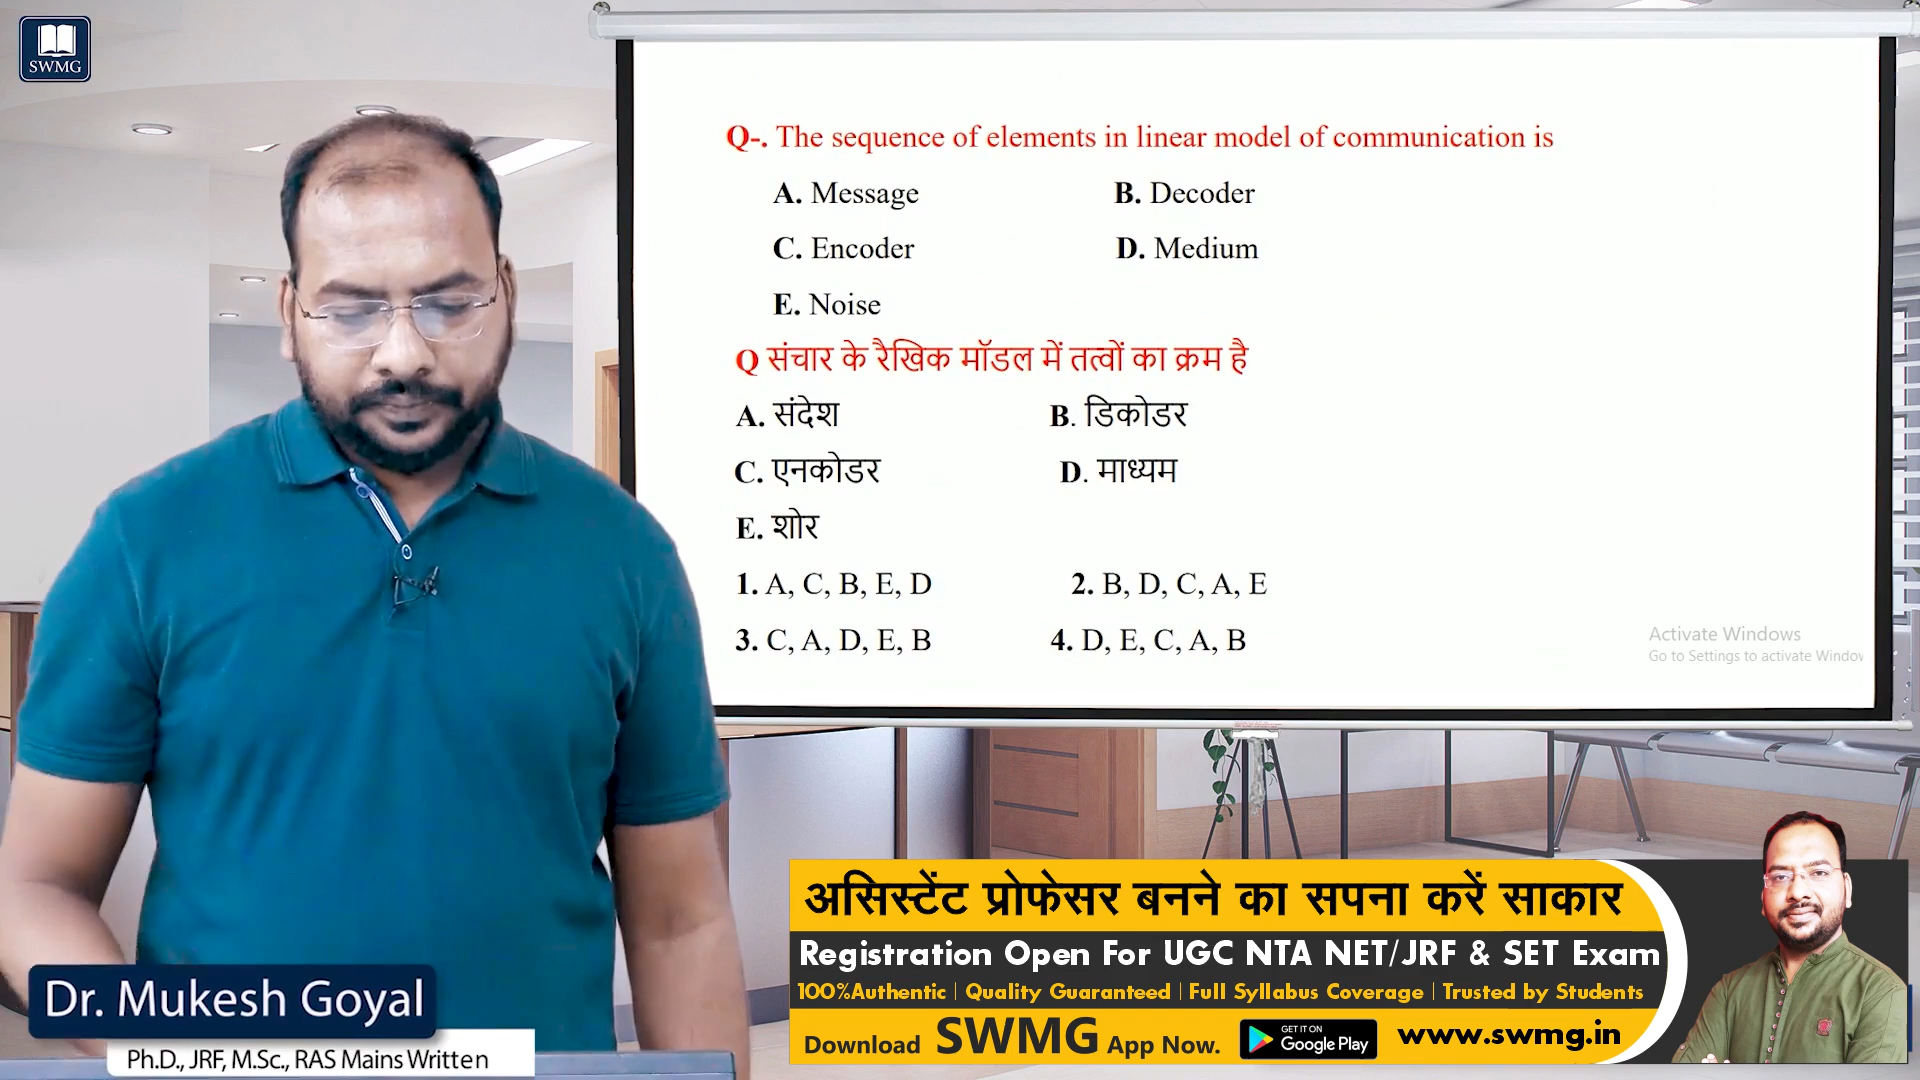 SWMG
Q-. The sequence of elements in linear model of communication is
A. Message B. Decoder
C. Encoder D. Medium
E. Noise
Q संचार के रैखिक मॉडल में तत्वों का क्रम है
A. संदेश B. डिकोडर
C. एनकोडर D. माध्यम
E. शोर
1. A, C, B, E, D 2. B, D, C, A, E
3. C, A, D, E, B 4. D, E, C, A, B
Activate Windows
Go to Settings to activate Window
असिस्टेंट प्रोफेसर बनने का सपना करें साकार
Registration Open For UGC NTA NET/JRF & SET Exam
100%Authentic | Quality Guaranteed | Full Syllabus Coverage | Trusted by Students
Download SWMG App Now. GET IT ON Google Play www.swmg.in
Dr. Mukesh Goyal
Ph.D., JRF, M.Sc., RAS Mains Written